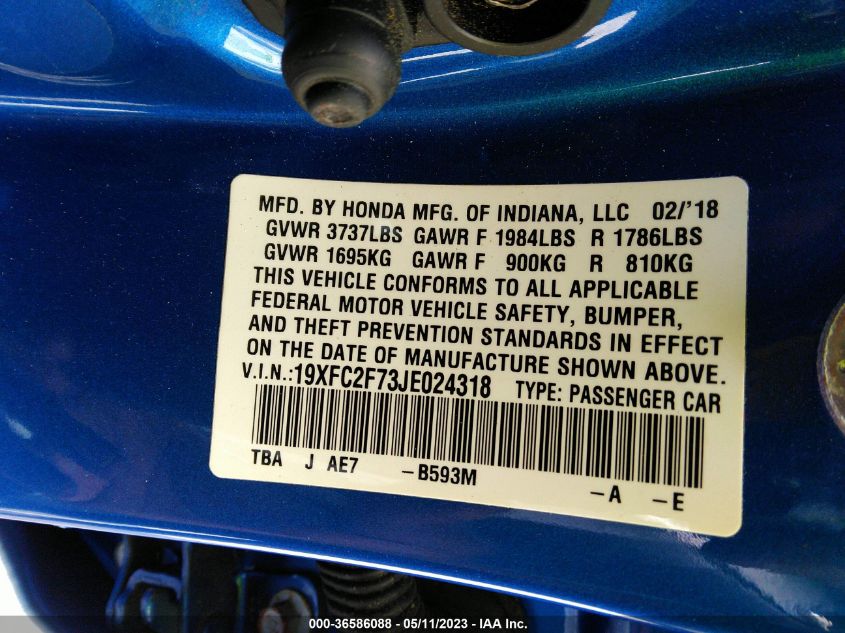 MFD. BY HONDA MFG. OF INDIANA, LLC 02/'18
GVWR 3737LBS GAWR F 1984LBS R 1786LBS
GVWR 1695KG GAWR F 900KG R 810KG
THIS VEHICLE CONFORMS TO ALL APPLICABLE
FEDERAL MOTOR VEHICLE SAFETY, BUMPER,
AND THEFT PREVENTION STANDARDS IN EFFECT
ON THE DATE OF MANUFACTURE SHOWN ABOVE.
V.I.N.:19XFC2F73JE024318 TYPE: PASSENGER CAR
TBA J AE7 -B593M -A -E
000-36586088 - 05/11/2023 - IAA Inc.